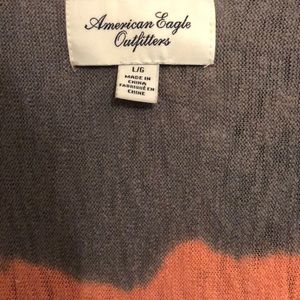 American Eagle
Outfitters
L/G
MADE IN
CHINA
FABRIQUÉ EN
CHINE